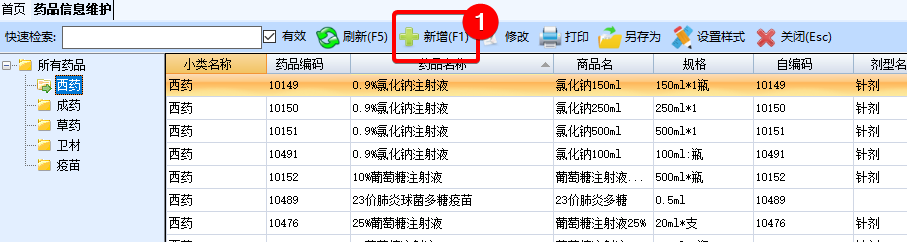 首页 药品信息维护
快速检索: 有效 刷新(F5) 新增(F1) 1 修改 打印 另存为 设置样式 关闭(Esc)
所有药品
西药
成药
草药
卫材
疫苗
小类名称 药品编码 药品名称 商品名 规格 自编码 剂型名
西药 10149 0.9%氯化钠注射液 氯化钠150ml 150ml*1瓶 10149 针剂
西药 10150 0.9%氯化钠注射液 氯化钠250ml 250ml*1 10150 针剂
西药 10151 0.9%氯化钠注射液 氯化钠500ml 500ml*1 10151 针剂
西药 10491 0.9%氯化钠注射液 氯化钠100ml 100ml:瓶 10491 针剂
西药 10152 10%葡萄糖注射液 葡萄糖注射液... 500ml*瓶 10152 针剂
西药 10489 23价肺炎球菌多糖疫苗 23价肺炎多糖 0.5ml 10489
西药 10476 25%葡萄糖注射液 葡萄糖注射液25% 20ml*支 10476 针剂